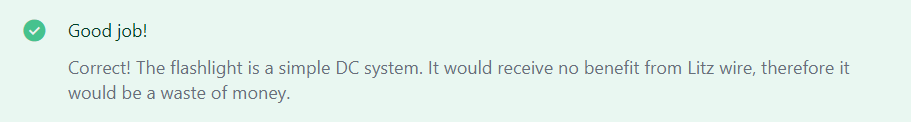 Good job!
Correct! The flashlight is a simple DC system. It would receive no benefit from Litz wire, therefore it
would be a waste of money.